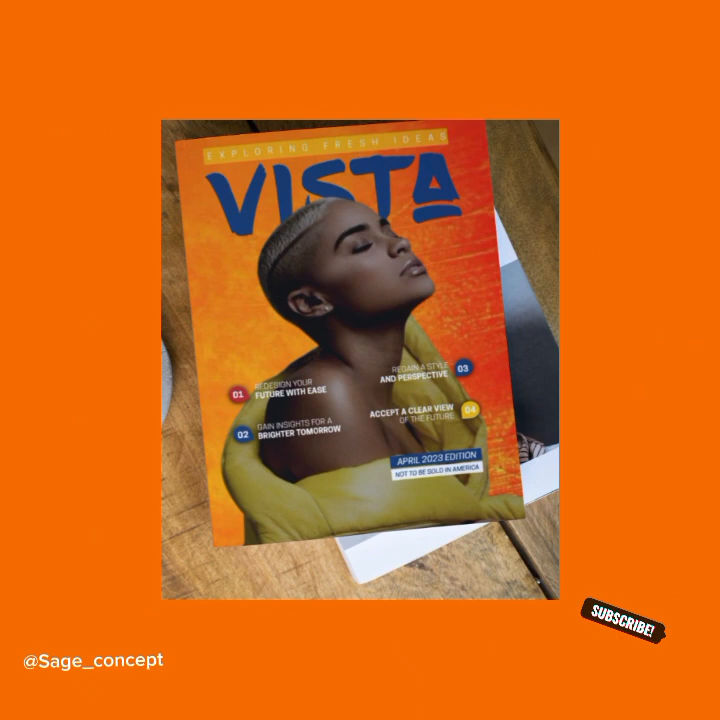 EXPLORING FRESH IDEAS
VISTA
01 REDESIGN YOUR
FUTURE WITH EASE
02 GAIN INSIGHTS FOR A
BRIGHTER TOMORROW
REGAIN A STYLE 03
AND PERSPECTIVE
ACCEPT A CLEAR VIEW 04
OF THE FUTURE
APRIL 2023 EDITION
NOT TO BE SOLD IN AMERICA
SUBSCRIBE!
@Sage_concept